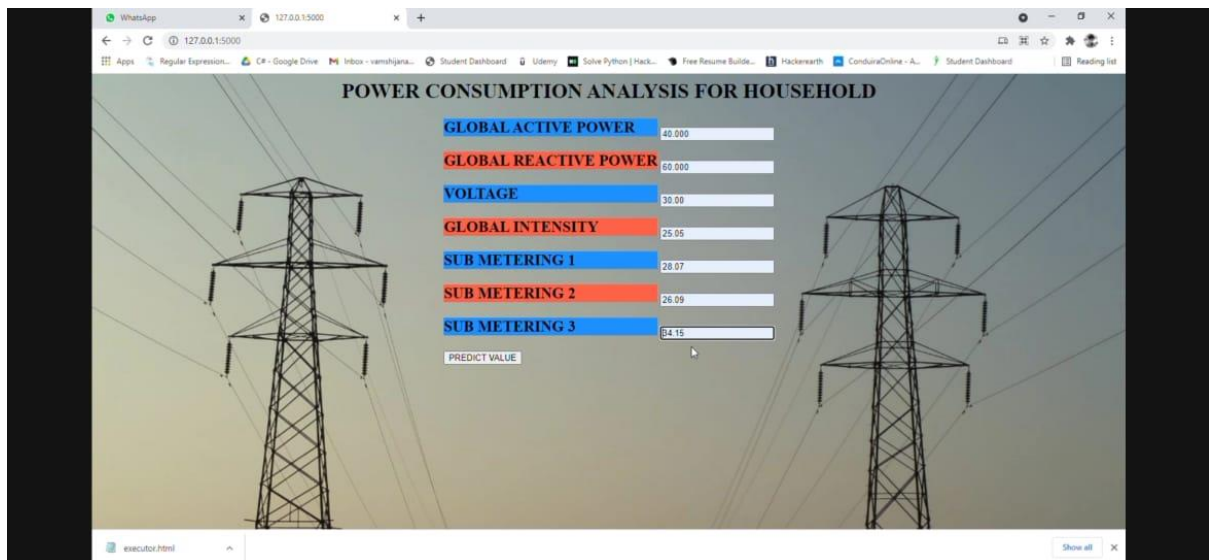 WhatsApp
127.0.0.1:5000
127.0.0.1:5000
Apps Regular Expression... C# - Google Drive Inbox - vamshijana... Student Dashboard Udemy Solve Python | Hack... Free Resume Builde... Hackerearth ConduiraOnline - A... Student Dashboard Reading list
POWER CONSUMPTION ANALYSIS FOR HOUSEHOLD
GLOBAL ACTIVE POWER 40.000
GLOBAL REACTIVE POWER 60.000
VOLTAGE 30.00
GLOBAL INTENSITY 25.05
SUB METERING 1 28.07
SUB METERING 2 26.09
SUB METERING 3 34.15
PREDICT VALUE
executor.html Show all